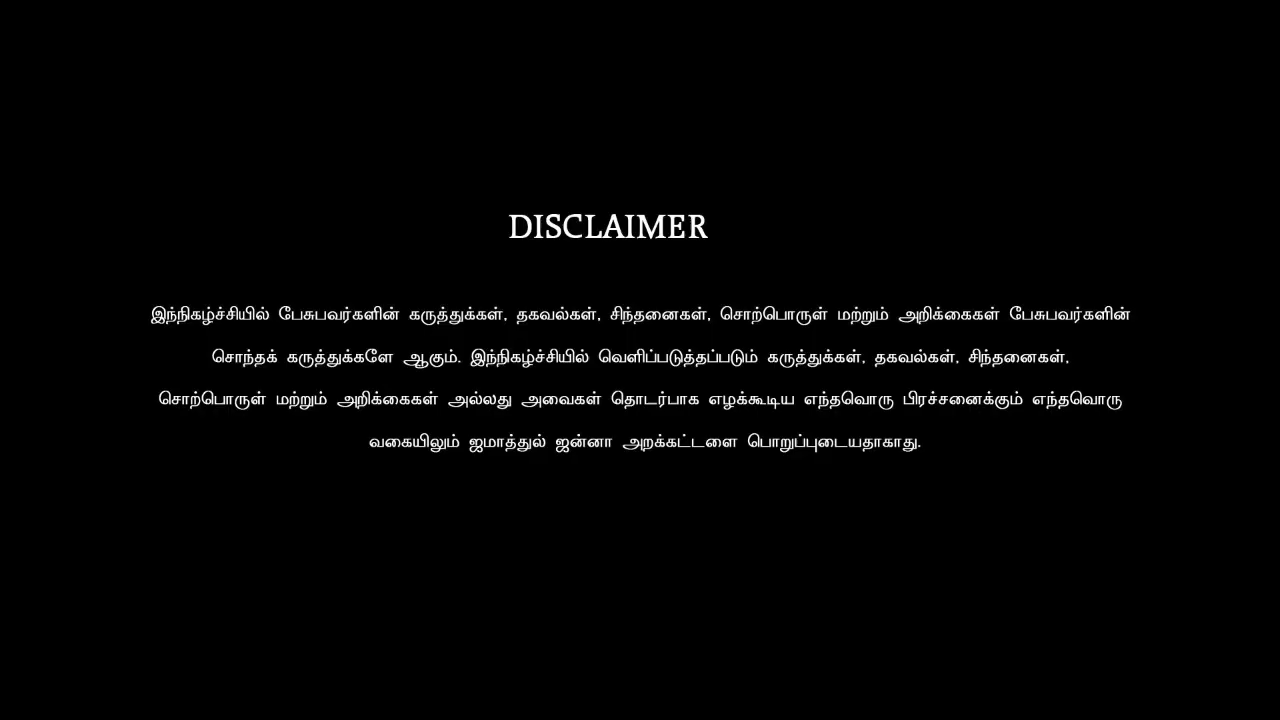 DISCLAIMER
இந்நிகழ்ச்சியில் பேசுபவர்களின் கருத்துக்கள், தகவல்கள், சிந்தனைகள், சொற்பொருள் மற்றும் அறிக்கைகள் பேசுபவர்களின்
சொந்தக் கருத்துக்களே ஆகும். இந்நிகழ்ச்சியில் வெளிப்படுத்தப்படும் கருத்துக்கள், தகவல்கள், சிந்தனைகள்,
சொற்பொருள் மற்றும் அறிக்கைகள் அல்லது அவைகள் தொடர்பாக எழக்கூடிய எந்தவொரு பிரச்சனைக்கும் எந்தவொரு
வகையிலும் ஜமாத்துல் ஜன்னா அறக்கட்டளை பொறுப்புடையதாகாது.